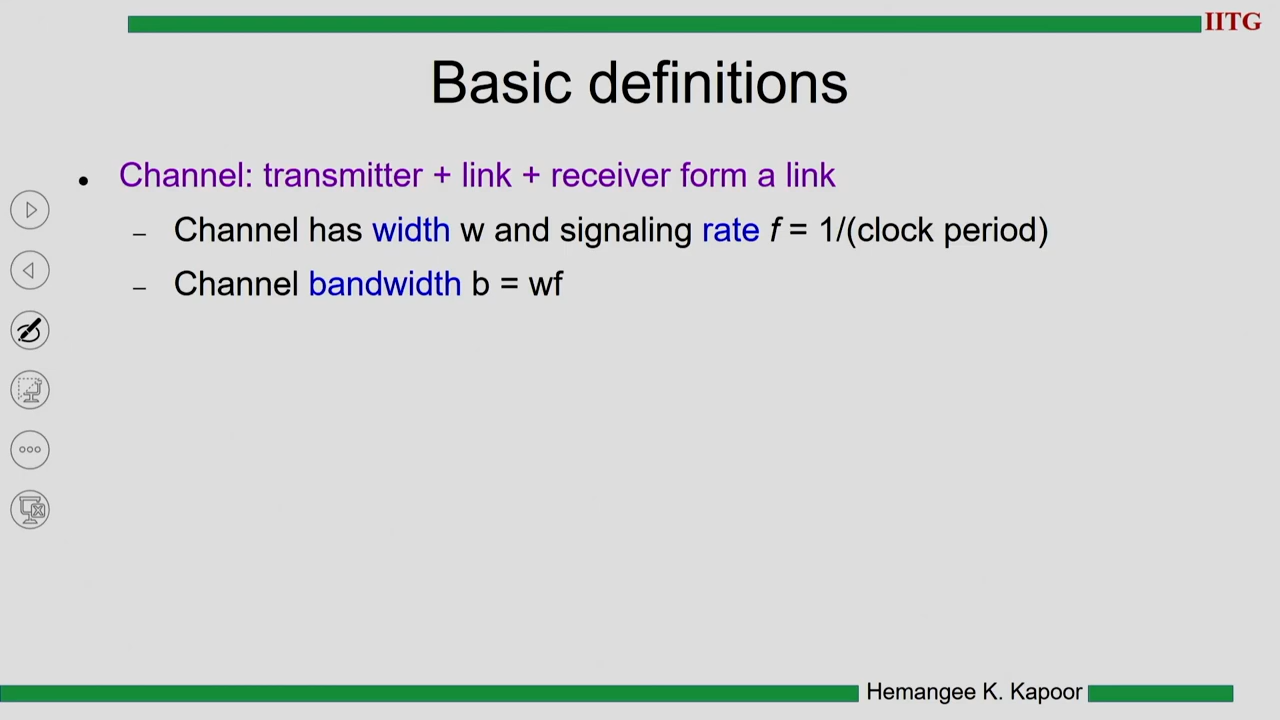 IITG
Basic definitions
• Channel: transmitter + link + receiver form a link
– Channel has width w and signaling rate f = 1/(clock period)
– Channel bandwidth b = wf
Hemangee K. Kapoor